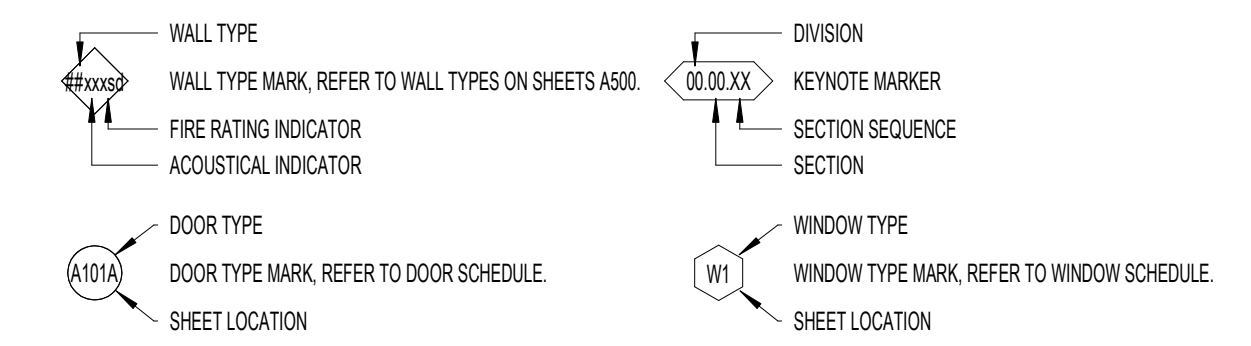 WALL TYPE
##xxxsd
WALL TYPE MARK, REFER TO WALL TYPES ON SHEETS A500.
FIRE RATING INDICATOR
ACOUSTICAL INDICATOR
DIVISION
00.00.XX
KEYNOTE MARKER
SECTION SEQUENCE
SECTION
DOOR TYPE
A101A
DOOR TYPE MARK, REFER TO DOOR SCHEDULE.
SHEET LOCATION
WINDOW TYPE
W1
WINDOW TYPE MARK, REFER TO WINDOW SCHEDULE.
SHEET LOCATION